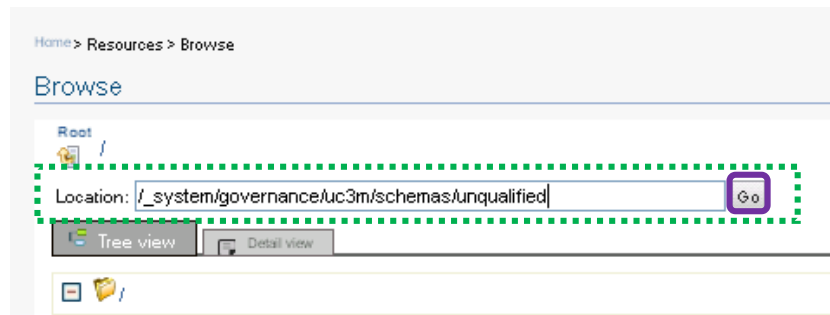 Home > Resources > Browse
Browse
Root
/
Location: /_system/governance/uc3m/schemas/unqualified Go
Tree view Detail view
/